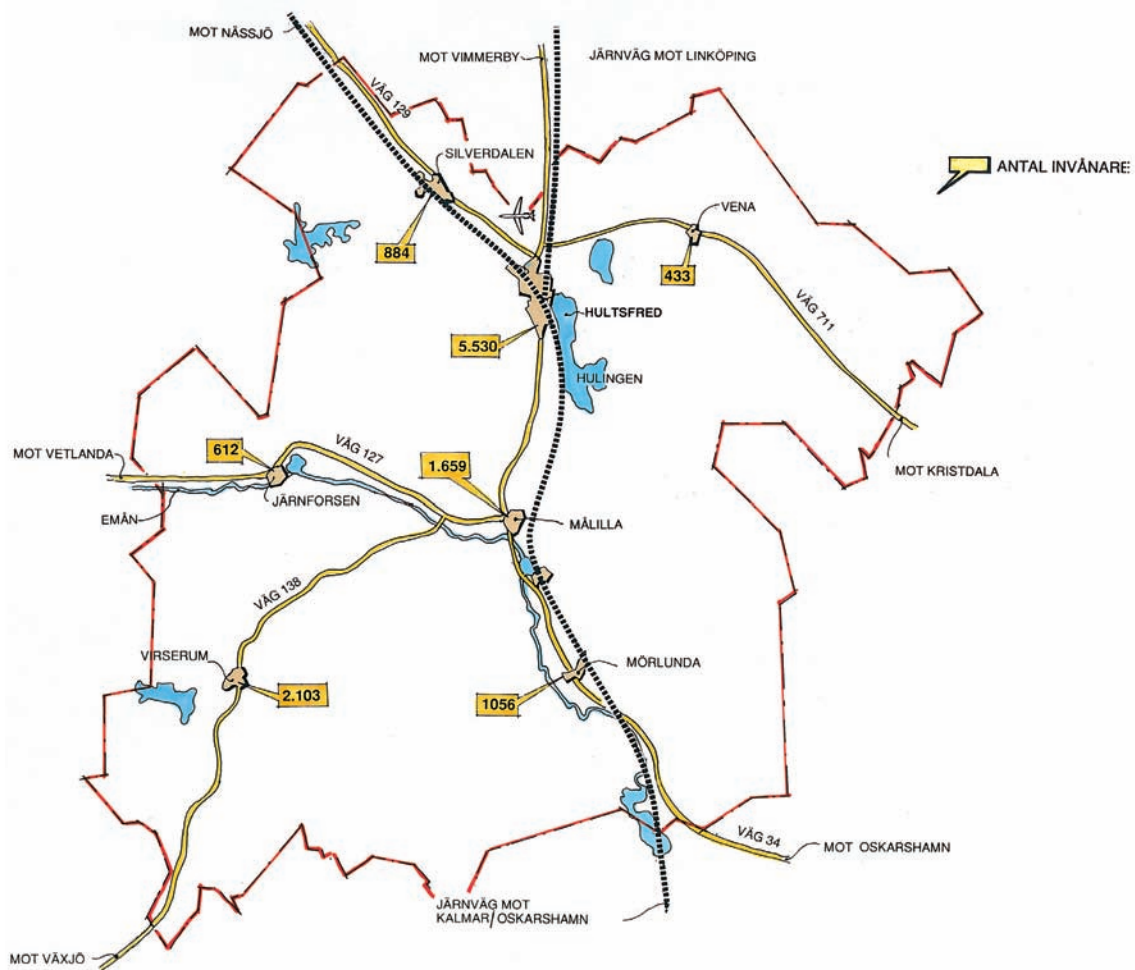 MOT NÄSSJÖ
MOT VIMMERBY
JÄRNVÄG MOT LINKÖPING
VÄG 129
SILVERDALEN
ANTAL INVÅNARE
VENA
884
433
HULTSFRED
VÄG 711
5.530
HULINGEN
612
VÄG 127
1.659
MOT VETLANDA
MOT KRISTDALA
JÄRNFORSEN
EMÅN
MÅLILLA
VÄG 138
VIRSERUM
MÖRLUNDA
2.103
1056
VÄG 34
MOT OSKARSHAMN
JÄRNVÄG MOT
KALMAR/OSKARSHAMN
MOT VÄXJÖ